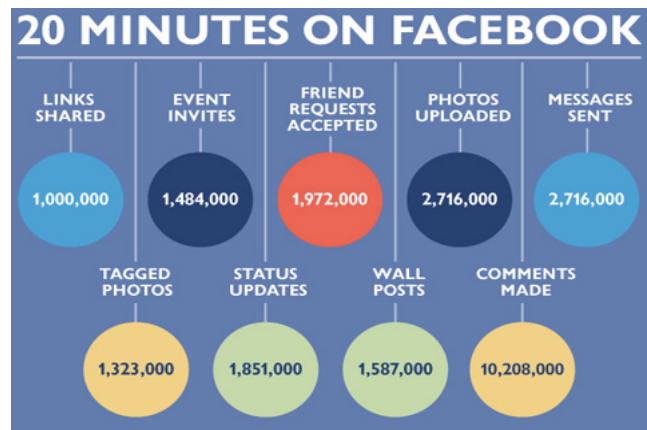 20 MINUTES ON FACEBOOK
LINKS
SHARED
1,000,000
EVENT
INVITES
1,484,000
FRIEND
REQUESTS
ACCEPTED
1,972,000
PHOTOS
UPLOADED
2,716,000
MESSAGES
SENT
2,716,000
TAGGED
PHOTOS
1,323,000
STATUS
UPDATES
1,851,000
WALL
POSTS
1,587,000
COMMENTS
MADE
10,208,000